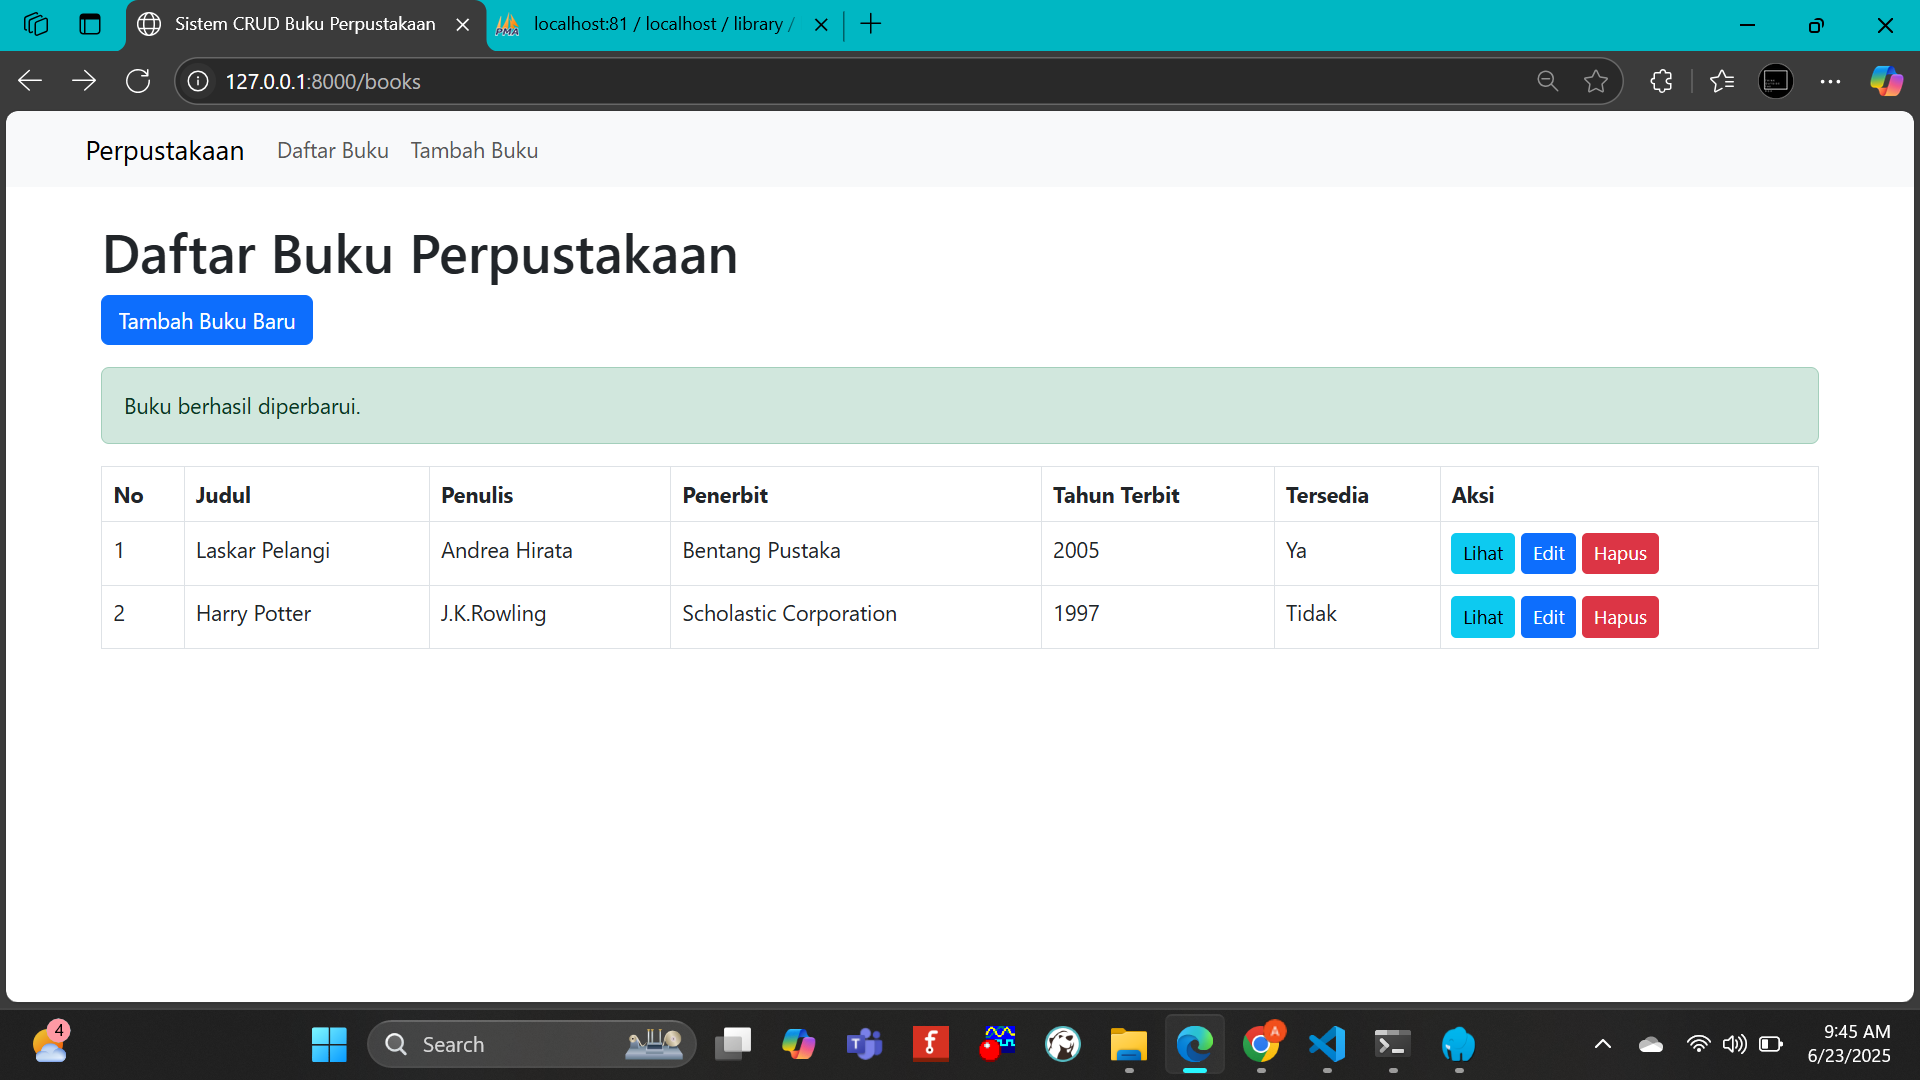 Sistem CRUD Buku Perpustakaan
localhost:81 / localhost / library /
127.0.0.1:8000/books
Perpustakaan Daftar Buku Tambah Buku
Daftar Buku Perpustakaan
Tambah Buku Baru
Buku berhasil diperbarui.
No Judul Penulis Penerbit Tahun Terbit Tersedia Aksi
1 Laskar Pelangi Andrea Hirata Bentang Pustaka 2005 Ya Lihat Edit Hapus
2 Harry Potter J.K.Rowling Scholastic Corporation 1997 Tidak Lihat Edit Hapus
4
Search
A
9:45 AM
6/23/2025